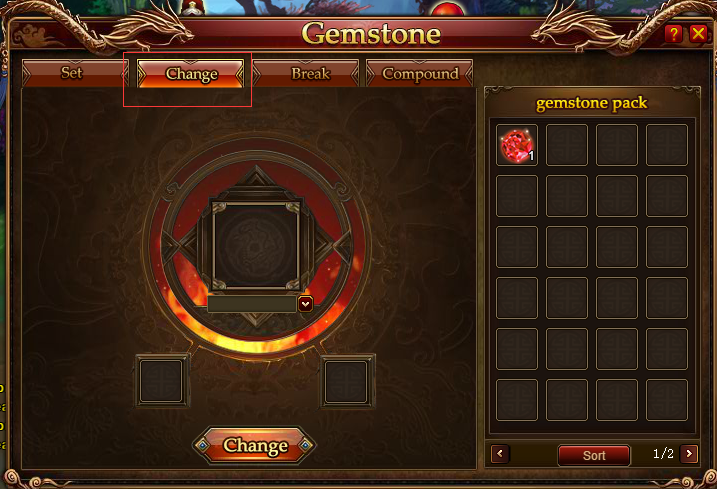 Gemstone
?
Set
Change
Break
Compound
gemstone pack
1
Change
Sort
1/2